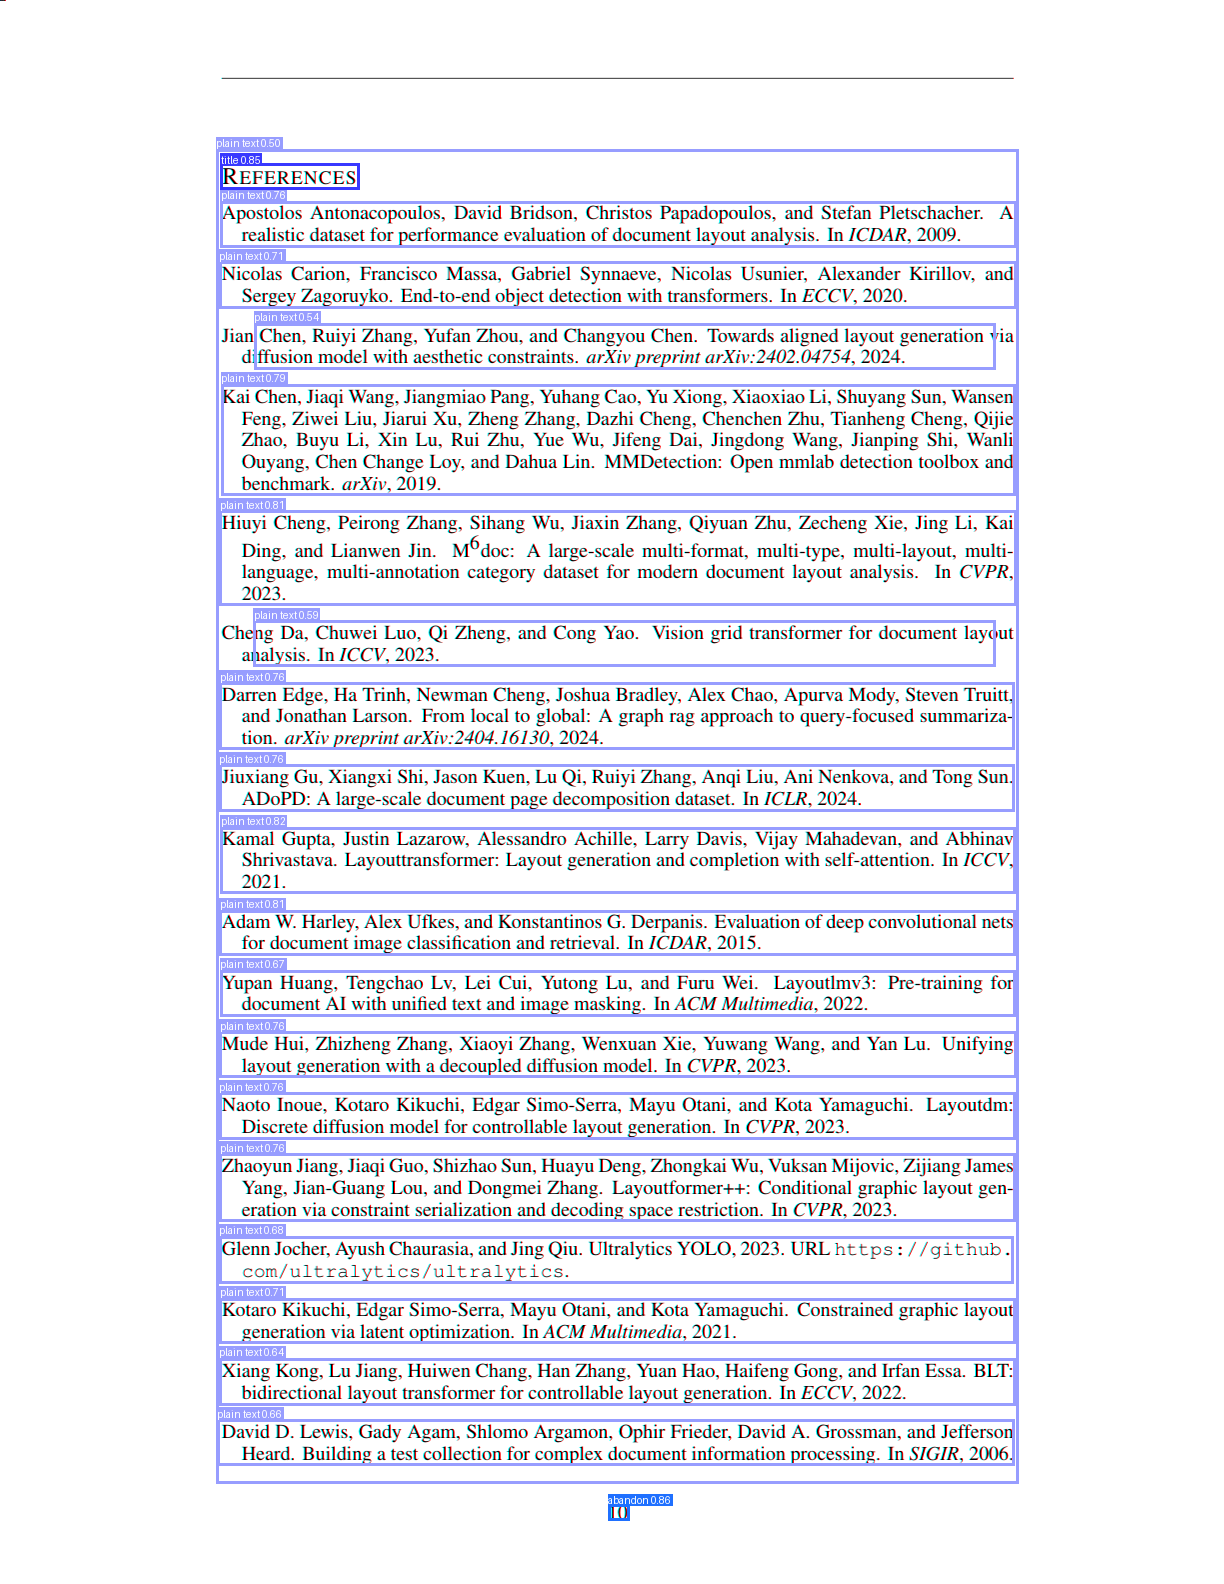 plain text 0.50
title 0.85
REFERENCES
plain text 0.76
Apostolos Antonacopoulos, David Bridson, Christos Papadopoulos, and Stefan Pletschacher. A
realistic dataset for performance evaluation of document layout analysis. In ICDAR, 2009.
plain text 0.71
Nicolas Carion, Francisco Massa, Gabriel Synnaeve, Nicolas Usunier, Alexander Kirillov, and
Sergey Zagoruyko. End-to-end object detection with transformers. In ECCV, 2020.
plain text 0.54
Jian Chen, Ruiyi Zhang, Yufan Zhou, and Changyou Chen. Towards aligned layout generation via
diffusion model with aesthetic constraints. arXiv preprint arXiv:2402.04754, 2024.
plain text 0.79
Kai Chen, Jiaqi Wang, Jiangmiao Pang, Yuhang Cao, Yu Xiong, Xiaoxiao Li, Shuyang Sun, Wansen
Feng, Ziwei Liu, Jiarui Xu, Zheng Zhang, Dazhi Cheng, Chenchen Zhu, Tianheng Cheng, Qijie
Zhao, Buyu Li, Xin Lu, Rui Zhu, Yue Wu, Jifeng Dai, Jingdong Wang, Jianping Shi, Wanli
Ouyang, Chen Change Loy, and Dahua Lin. MMDetection: Open mmlab detection toolbox and
benchmark. arXiv, 2019.
plain text 0.81
Hiuyi Cheng, Peirong Zhang, Sihang Wu, Jiaxin Zhang, Qiyuan Zhu, Zecheng Xie, Jing Li, Kai
Ding, and Lianwen Jin. M⁶doc: A large-scale multi-format, multi-type, multi-layout, multi-
language, multi-annotation category dataset for modern document layout analysis. In CVPR,
2023.
plain text 0.59
Cheng Da, Chuwei Luo, Qi Zheng, and Cong Yao. Vision grid transformer for document layout
analysis. In ICCV, 2023.
plain text 0.76
Darren Edge, Ha Trinh, Newman Cheng, Joshua Bradley, Alex Chao, Apurva Mody, Steven Truitt,
and Jonathan Larson. From local to global: A graph rag approach to query-focused summariza-
tion. arXiv preprint arXiv:2404.16130, 2024.
plain text 0.76
Jiuxiang Gu, Xiangxi Shi, Jason Kuen, Lu Qi, Ruiyi Zhang, Anqi Liu, Ani Nenkova, and Tong Sun.
ADoPD: A large-scale document page decomposition dataset. In ICLR, 2024.
plain text 0.82
Kamal Gupta, Justin Lazarow, Alessandro Achille, Larry Davis, Vijay Mahadevan, and Abhinav
Shrivastava. Layouttransformer: Layout generation and completion with self-attention. In ICCV,
2021.
plain text 0.81
Adam W. Harley, Alex Ufkes, and Konstantinos G. Derpanis. Evaluation of deep convolutional nets
for document image classification and retrieval. In ICDAR, 2015.
plain text 0.67
Yupan Huang, Tengchao Lv, Lei Cui, Yutong Lu, and Furu Wei. Layoutlmv3: Pre-training for
document AI with unified text and image masking. In ACM Multimedia, 2022.
plain text 0.76
Mude Hui, Zhizheng Zhang, Xiaoyi Zhang, Wenxuan Xie, Yuwang Wang, and Yan Lu. Unifying
layout generation with a decoupled diffusion model. In CVPR, 2023.
plain text 0.76
Naoto Inoue, Kotaro Kikuchi, Edgar Simo-Serra, Mayu Otani, and Kota Yamaguchi. Layoutdm:
Discrete diffusion model for controllable layout generation. In CVPR, 2023.
plain text 0.76
Zhaoyun Jiang, Jiaqi Guo, Shizhao Sun, Huayu Deng, Zhongkai Wu, Vuksan Mijovic, Zijiang James
Yang, Jian-Guang Lou, and Dongmei Zhang. Layoutformer++: Conditional graphic layout gen-
eration via constraint serialization and decoding space restriction. In CVPR, 2023.
plain text 0.68
Glenn Jocher, Ayush Chaurasia, and Jing Qiu. Ultralytics YOLO, 2023. URL https://github.
com/ultralytics/ultralytics.
plain text 0.71
Kotaro Kikuchi, Edgar Simo-Serra, Mayu Otani, and Kota Yamaguchi. Constrained graphic layout
generation via latent optimization. In ACM Multimedia, 2021.
plain text 0.64
Xiang Kong, Lu Jiang, Huiwen Chang, Han Zhang, Yuan Hao, Haifeng Gong, and Irfan Essa. BLT:
bidirectional layout transformer for controllable layout generation. In ECCV, 2022.
plain text 0.66
David D. Lewis, Gady Agam, Shlomo Argamon, Ophir Frieder, David A. Grossman, and Jefferson
Heard. Building a test collection for complex document information processing. In SIGIR, 2006.
abandon 0.86
10